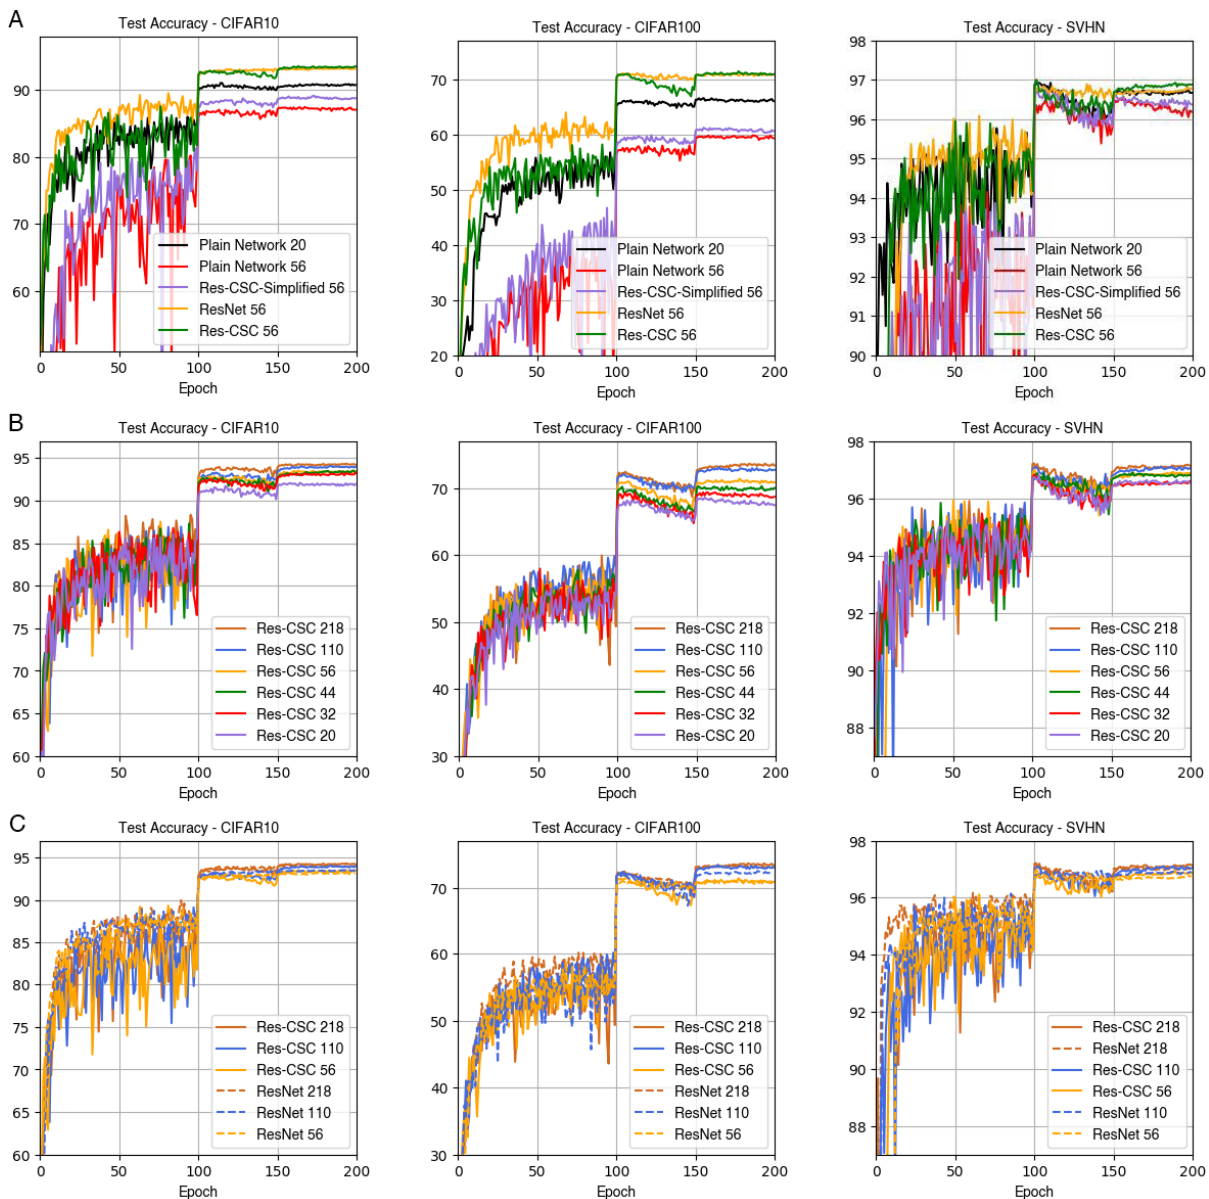 A
Test Accuracy - CIFAR10
90
80
70
60
0
50
100
150
200
Epoch
Plain Network 20
Plain Network 56
Res-CSC-Simplified 56
ResNet 56
Res-CSC 56
Test Accuracy - CIFAR100
70
60
50
40
30
20
0
50
100
150
200
Epoch
Plain Network 20
Plain Network 56
Res-CSC-Simplified 56
ResNet 56
Res-CSC 56
Test Accuracy - SVHN
98
97
96
95
94
93
92
91
90
0
50
100
150
200
Epoch
Plain Network 20
Plain Network 56
Res-CSC-Simplified 56
ResNet 56
Res-CSC 56
B
Test Accuracy - CIFAR10
95
90
85
80
75
70
65
60
0
50
100
150
200
Epoch
Res-CSC 218
Res-CSC 110
Res-CSC 56
Res-CSC 44
Res-CSC 32
Res-CSC 20
Test Accuracy - CIFAR100
70
60
50
40
30
0
50
100
150
200
Epoch
Res-CSC 218
Res-CSC 110
Res-CSC 56
Res-CSC 44
Res-CSC 32
Res-CSC 20
Test Accuracy - SVHN
98
96
94
92
90
88
0
50
100
150
200
Epoch
Res-CSC 218
Res-CSC 110
Res-CSC 56
Res-CSC 44
Res-CSC 32
Res-CSC 20
C
Test Accuracy - CIFAR10
95
90
85
80
75
70
65
60
0
50
100
150
200
Epoch
Res-CSC 218
Res-CSC 110
Res-CSC 56
ResNet 218
ResNet 110
ResNet 56
Test Accuracy - CIFAR100
70
60
50
40
30
0
50
100
150
200
Epoch
Res-CSC 218
Res-CSC 110
Res-CSC 56
ResNet 218
ResNet 110
ResNet 56
Test Accuracy - SVHN
98
96
94
92
90
88
0
50
100
150
200
Epoch
Res-CSC 218
ResNet 218
Res-CSC 110
Res-CSC 56
ResNet 110
ResNet 56